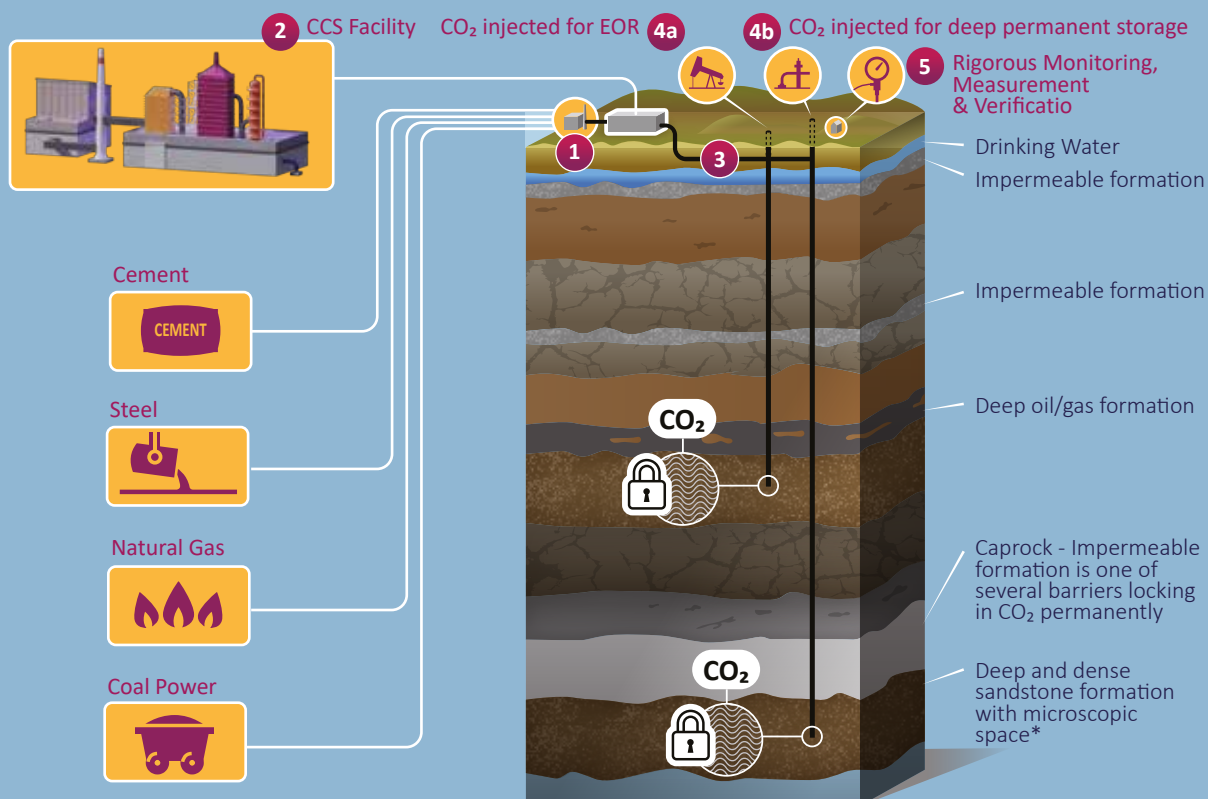 2 CCS Facility
CO₂ injected for EOR 4a
4b CO₂ injected for deep permanent storage
5 Rigorous Monitoring,
Measurement
& Verificatio
1
3
Drinking Water
Impermeable formation
Impermeable formation
Deep oil/gas formation
Caprock - Impermeable
formation is one of
several barriers locking
in CO₂ permanently
Deep and dense
sandstone formation
with microscopic
space*
Cement
CEMENT
Steel
Natural Gas
Coal Power
CO₂
CO₂